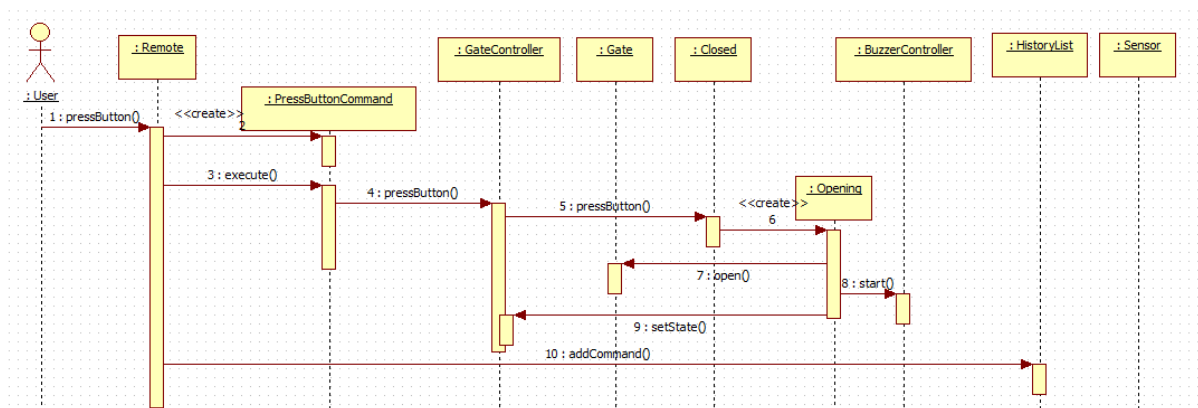 : Remote
: GateController
: Gate
: Closed
: BuzzerController
: HistoryList
: Sensor
: User
: PressButtonCommand
1 : pressButton()
<<create>>
2
3 : execute()
4 : pressButton()
5 : pressButton()
: Opening
<<create>>
6
7 : open()
8 : start()
9 : setState()
10 : addCommand()